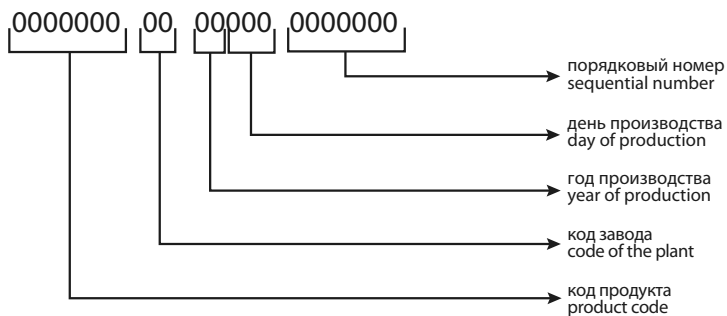 0000000 00 00000 0000000
порядковый номер
sequential number
день производства
day of production
год производства
year of production
код завода
code of the plant
код продукта
product code